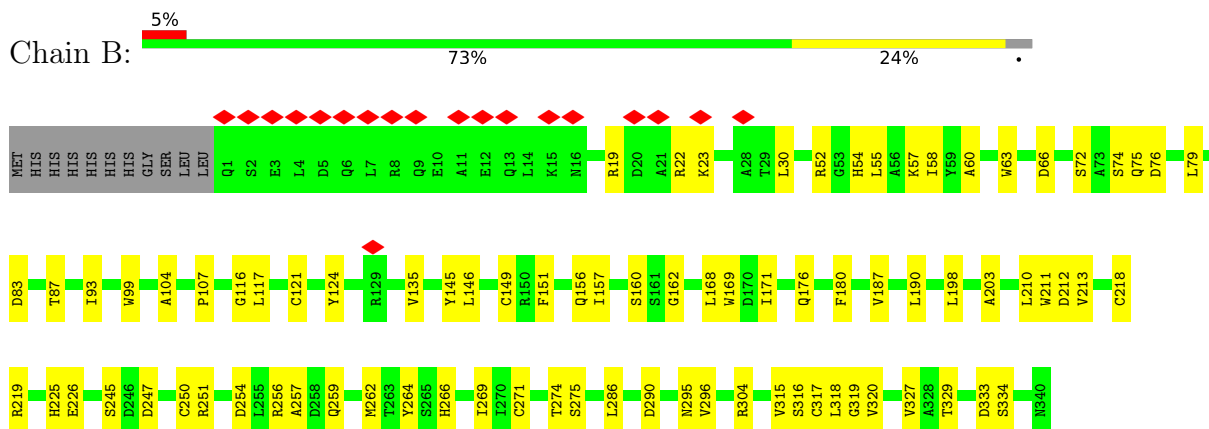 5%
Chain B:
73% 24% •
MET HIS HIS HIS HIS HIS HIS GLY SER LEU LEU Q1 S2 E3 L4 D5 Q6 L7 R8 Q9 E10 A11 E12 Q13 L14 K15 N16 R19 D20 A21 R22 K23 A28 T29 L30 R52 G53 H54 L55 A56 K57 I58 Y59 A60 W63 D66 S72 A73 S74 Q75 D76 L79
D83 T87 I93 W99 A104 P107 G116 L117 C121 Y124 R129 V135 Y145 L146 C149 R150 F151 Q156 I157 S160 S161 G162 L168 W169 D170 I171 Q176 F180 V187 L190 L198 A203 L210 W211 D212 V213 C218
R219 H225 E226 S245 D246 D247 C250 R251 D254 L255 R256 A257 D258 Q259 M262 T263 Y264 S265 H266 I269 I270 C271 T274 S275 L286 D290 N295 V296 R304 V315 S316 C317 L318 G319 V320 V327 A328 T329 D333 S334 N340